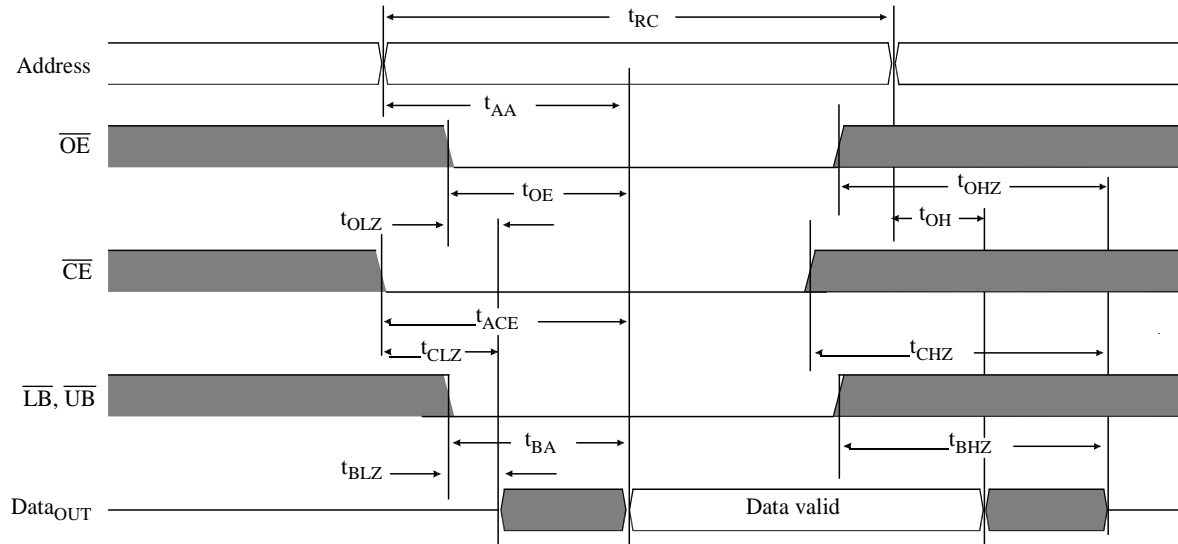 tRC
Address
tAA
OE
tOE
tOHZ
tOLZ
tOH
CE
tACE
tCLZ
tCHZ
LB, UB
tBA
tBHZ
tBLZ
DataOUT
Data valid